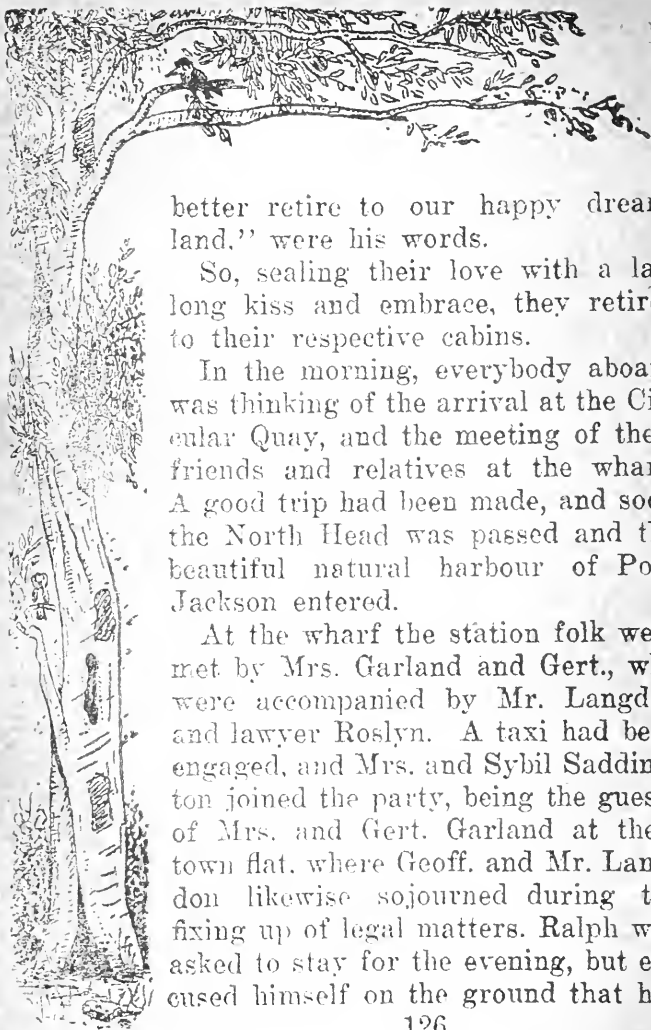 better retire to our happy drea
land." were his words.
So, sealing their love with a la
long kiss and embrace, they retir
to their respective cabins.
In the morning, everybody aboa
was thinking of the arrival at the Ci
cular Quay, and the meeting of the
friends and relatives at the whar
A good trip had been made, and soo
the North Head was passed and t
beautiful natural harbour of Po
Jackson entered.
At the wharf the station folk we
met by Mrs. Garland and Gert., w
were accompanied by Mr. Langd
and lawyer Roslyn. A taxi had be
engaged, and Mrs. and Sybil Saddin
ton joined the party, being the gues
of Mrs. and Gert. Garland at the
town flat. where Geoff. and Mr. Lan
don likewise sojourned during t
fixing up of legal matters. Ralph w
asked to stay for the evening, but e
cused himself on the ground that h
126